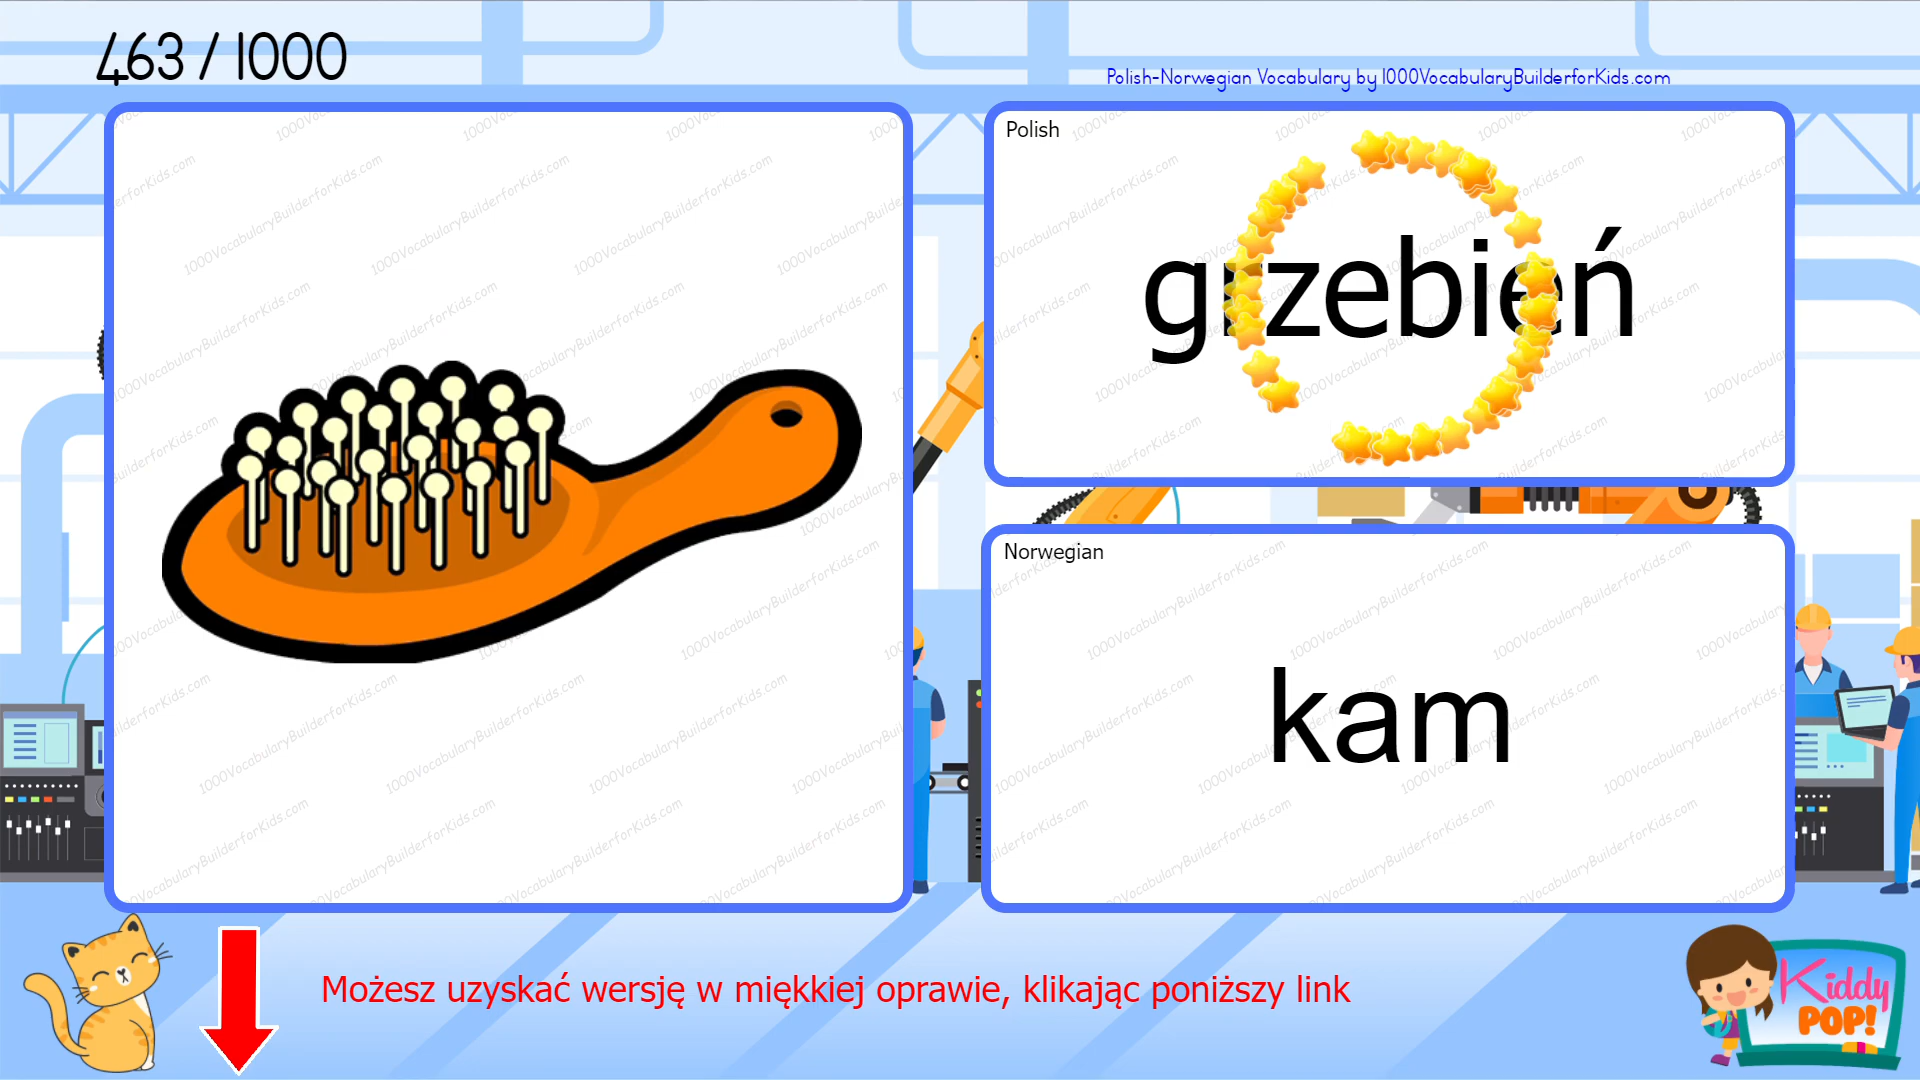 463 / 1000
Polish-Norwegian Vocabulary by 1000VocabularyBuilderforKids.com
Polish
grzebień
Norwegian
kam
Możesz uzyskać wersję w miękkiej oprawie, klikając poniższy link
Kiddy
POP!